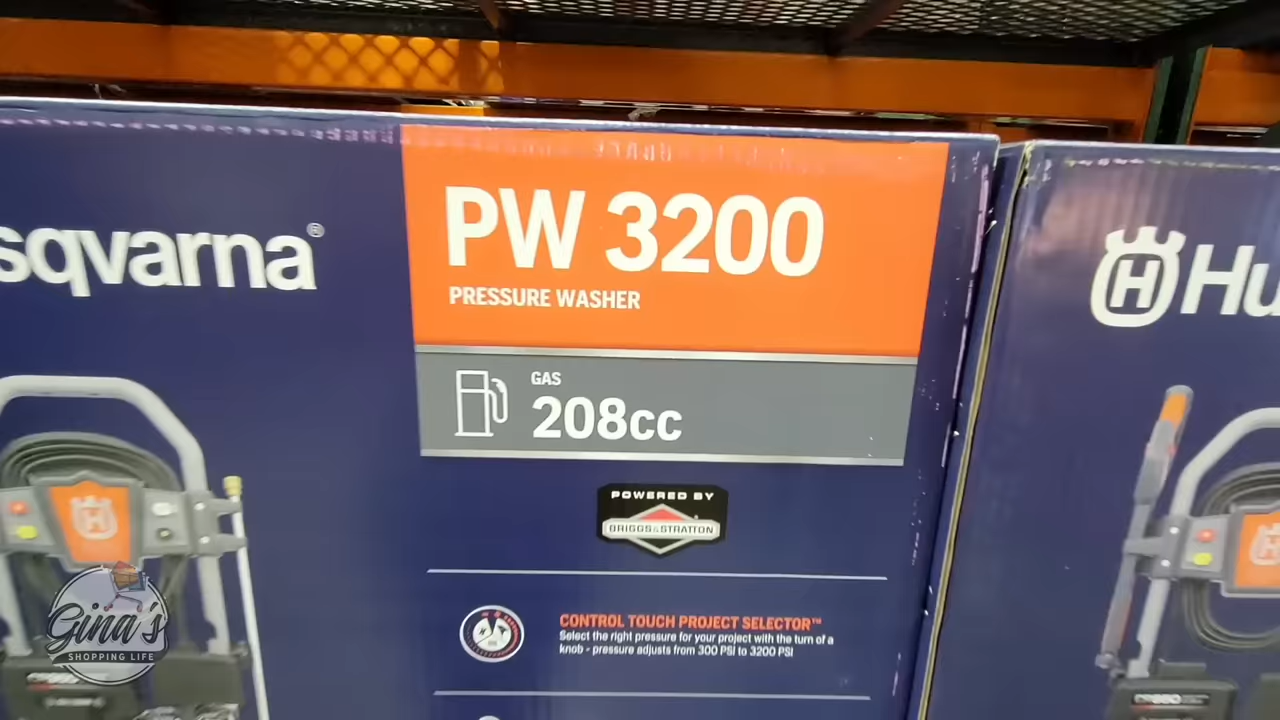 sqvarna®
PW 3200
PRESSURE WASHER
GAS
208cc
POWERED BY
BRIGGS&STRATTON
CONTROL TOUCH PROJECT SELECTOR™
Select the right pressure for your project with the turn of a
knob - pressure adjusts from 300 PSI to 3200 PSI
H Hu
H
H
Gina's
SHOPPING LIFE